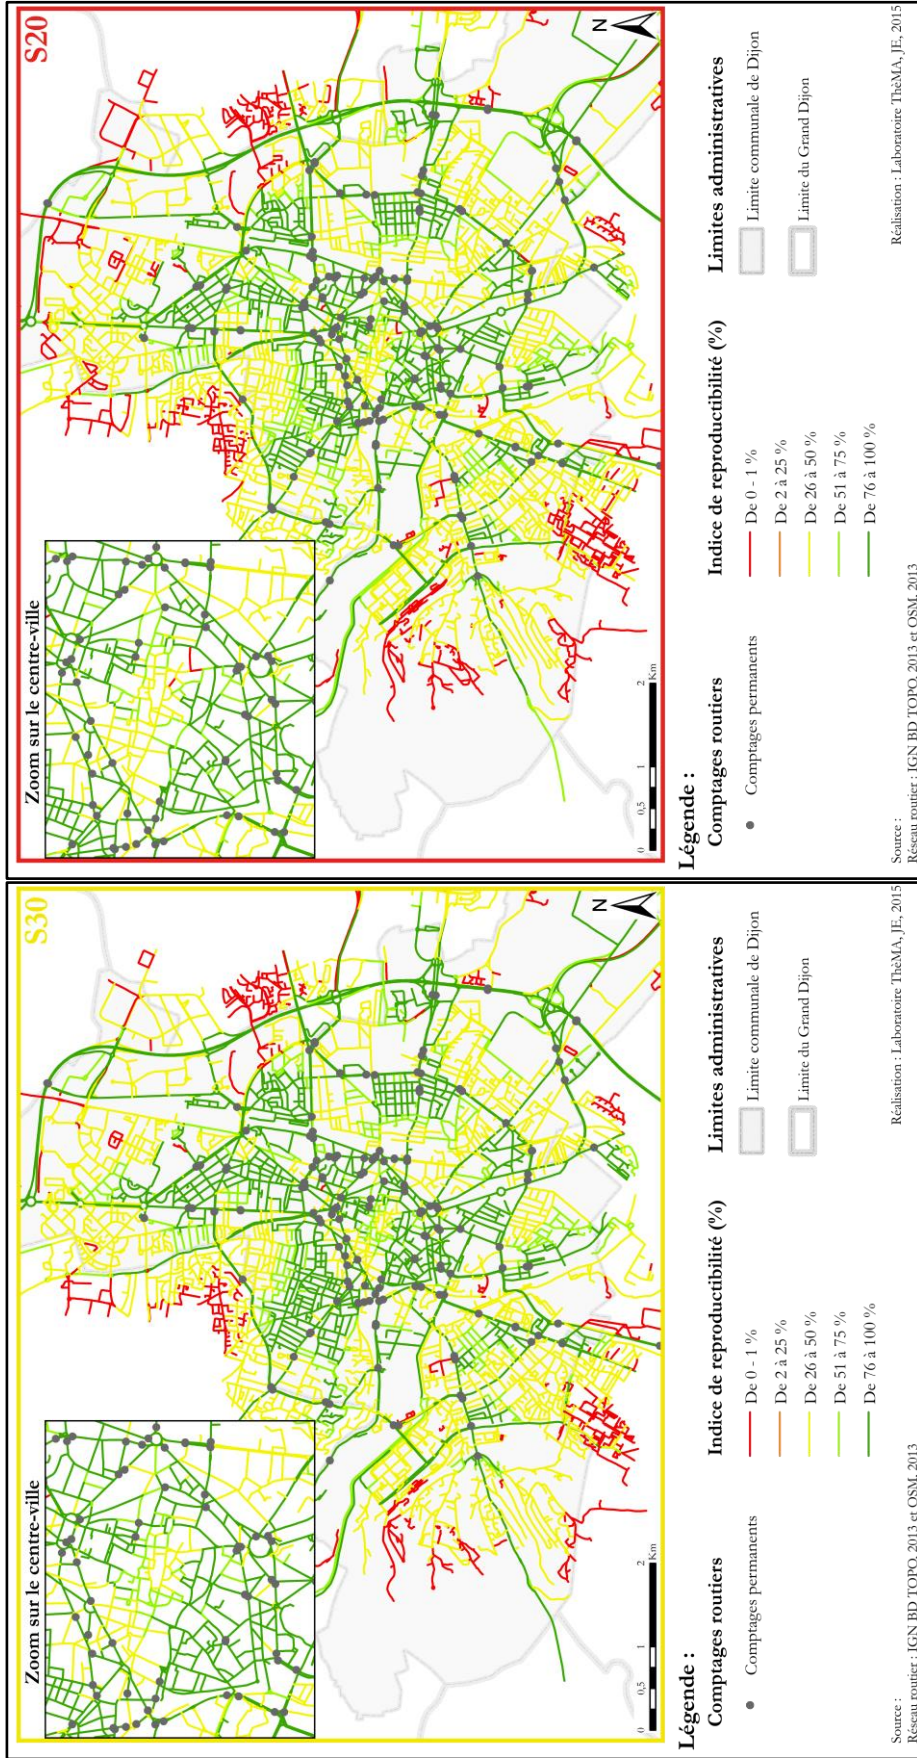 S30
Zoom sur le centre-ville
N
0 0,5 1 2
Km
Légende :
Comptages routiers
Comptages permanents
Indice de reproductibilité (%)
De 0 - 1 %
De 2 à 25 %
De 26 à 50 %
De 51 à 75 %
De 76 à 100 %
Limites administratives
Limite communale de Dijon
Limite du Grand Dijon
Source :
Réseau routier : IGN BD TOPO, 2013 et OSM, 2013
Réalisation : Laboratoire ThéMA, JE, 2015
S20
Zoom sur le centre-ville
N
0 0,5 1 2
Km
Légende :
Comptages routiers
Comptages permanents
Indice de reproductibilité (%)
De 0 - 1 %
De 2 à 25 %
De 26 à 50 %
De 51 à 75 %
De 76 à 100 %
Limites administratives
Limite communale de Dijon
Limite du Grand Dijon
Source :
Réseau routier : IGN BD TOPO, 2013 et OSM, 2013
Réalisation : Laboratoire ThéMA, JE, 2015